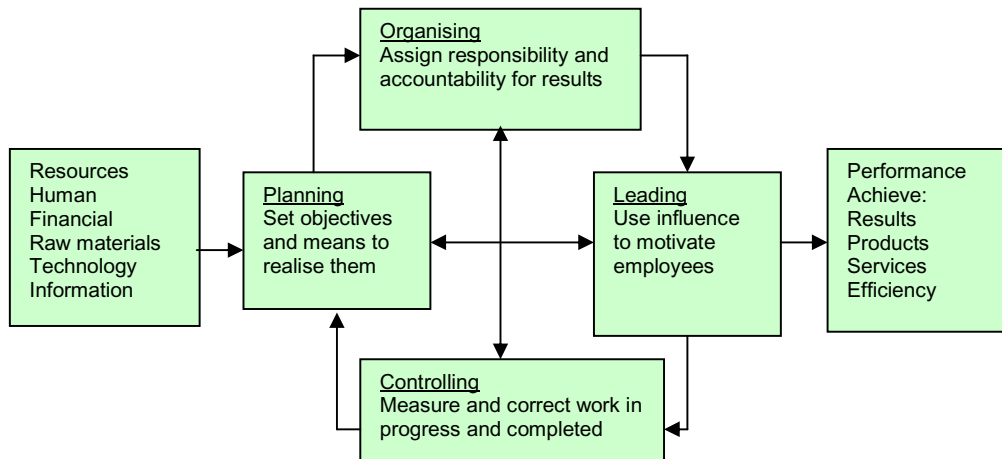 Organising
Assign responsibility and
accountability for results
Resources
Human
Financial
Raw materials
Technology
Information
Planning
Set objectives
and means to
realise them
Leading
Use influence
to motivate
employees
Performance
Achieve:
Results
Products
Services
Efficiency
Controlling
Measure and correct work in
progress and completed